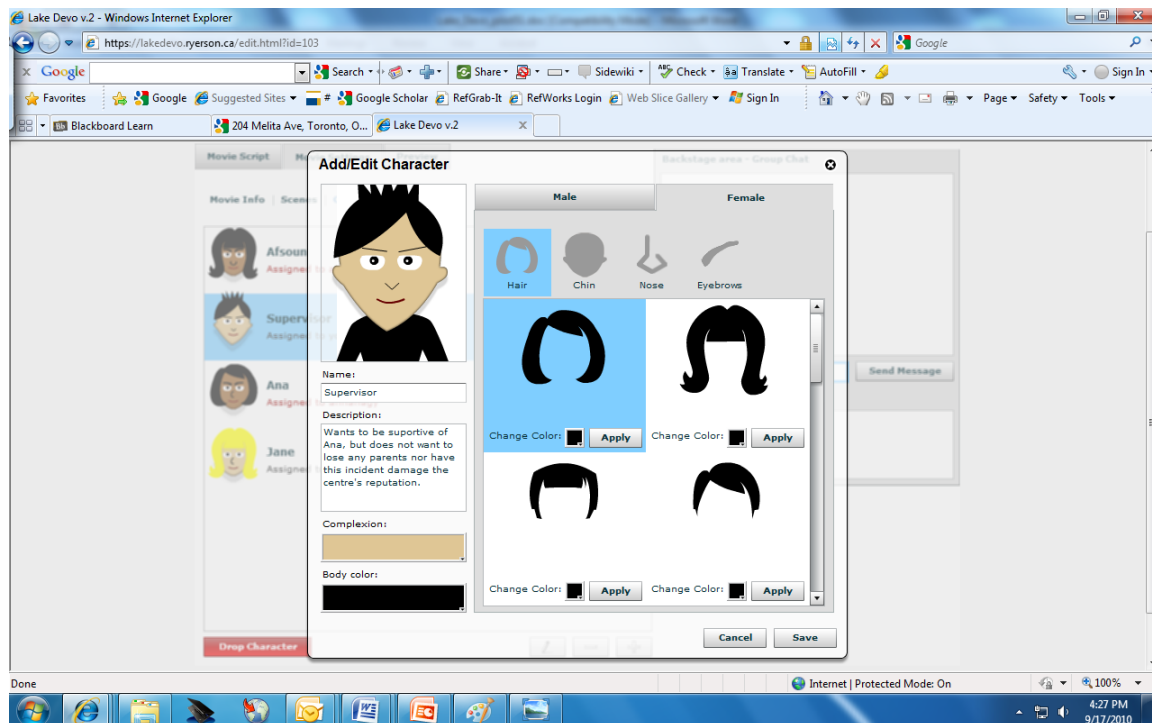 Lake Devo v.2 - Windows Internet Explorer
https://lakedevo.ryerson.ca/edit.html?id=103
Google
x Google Search Share Sidewiki Check Translate AutoFill Sign In
Favorites Google Suggested Sites # Google Scholar RefGrab-It RefWorks Login Web Slice Gallery Sign In Page Safety Tools
Blackboard Learn 204 Melita Ave, Toronto, O... Lake Devo v.2 x
Movie Script
Backstage area - Group Chat
Add/Edit Character
Male Female
Movie Info | Scenes
Hair Chin Nose Eyebrows
Afsoun
Assigned
Supervisor
Assigned
Ana
Assigned
Jane
Assigned
Send Message
Name:
Supervisor
Description:
Wants to be suportive of
Ana, but does not want to
lose any parents nor have
this incident damage the
centre's reputation.
Change Color: Apply Change Color: Apply
Complexion:
Body color:
Change Color: Apply Change Color: Apply
Drop Character
Cancel Save
Done Internet | Protected Mode: On 100%
4:27 PM
9/17/2010